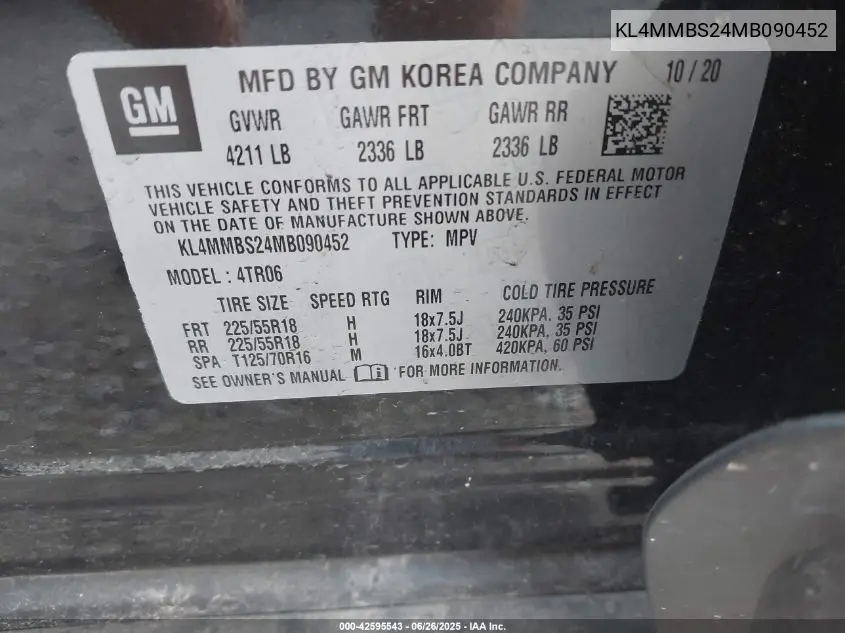 KL4MMBS24MB090452
GM
MFD BY GM KOREA COMPANY 10/20
GVWR GAWR FRT GAWR RR
4211 LB 2336 LB 2336 LB
THIS VEHICLE CONFORMS TO ALL APPLICABLE U.S. FEDERAL MOTOR
VEHICLE SAFETY AND THEFT PREVENTION STANDARDS IN EFFECT
ON THE DATE OF MANUFACTURE SHOWN ABOVE.
KL4MMBS24MB090452 TYPE: MPV
MODEL: 4TR06
TIRE SIZE SPEED RTG RIM COLD TIRE PRESSURE
FRT 225/55R18 H 18x7.5J 240KPA, 35 PSI
RR 225/55R18 H 18x7.5J 240KPA, 35 PSI
SPA T125/70R16 M 16x4.0BT 420KPA, 60 PSI
SEE OWNER'S MANUAL FOR MORE INFORMATION.
000-42595543 - 06/26/2025 - IAA Inc.